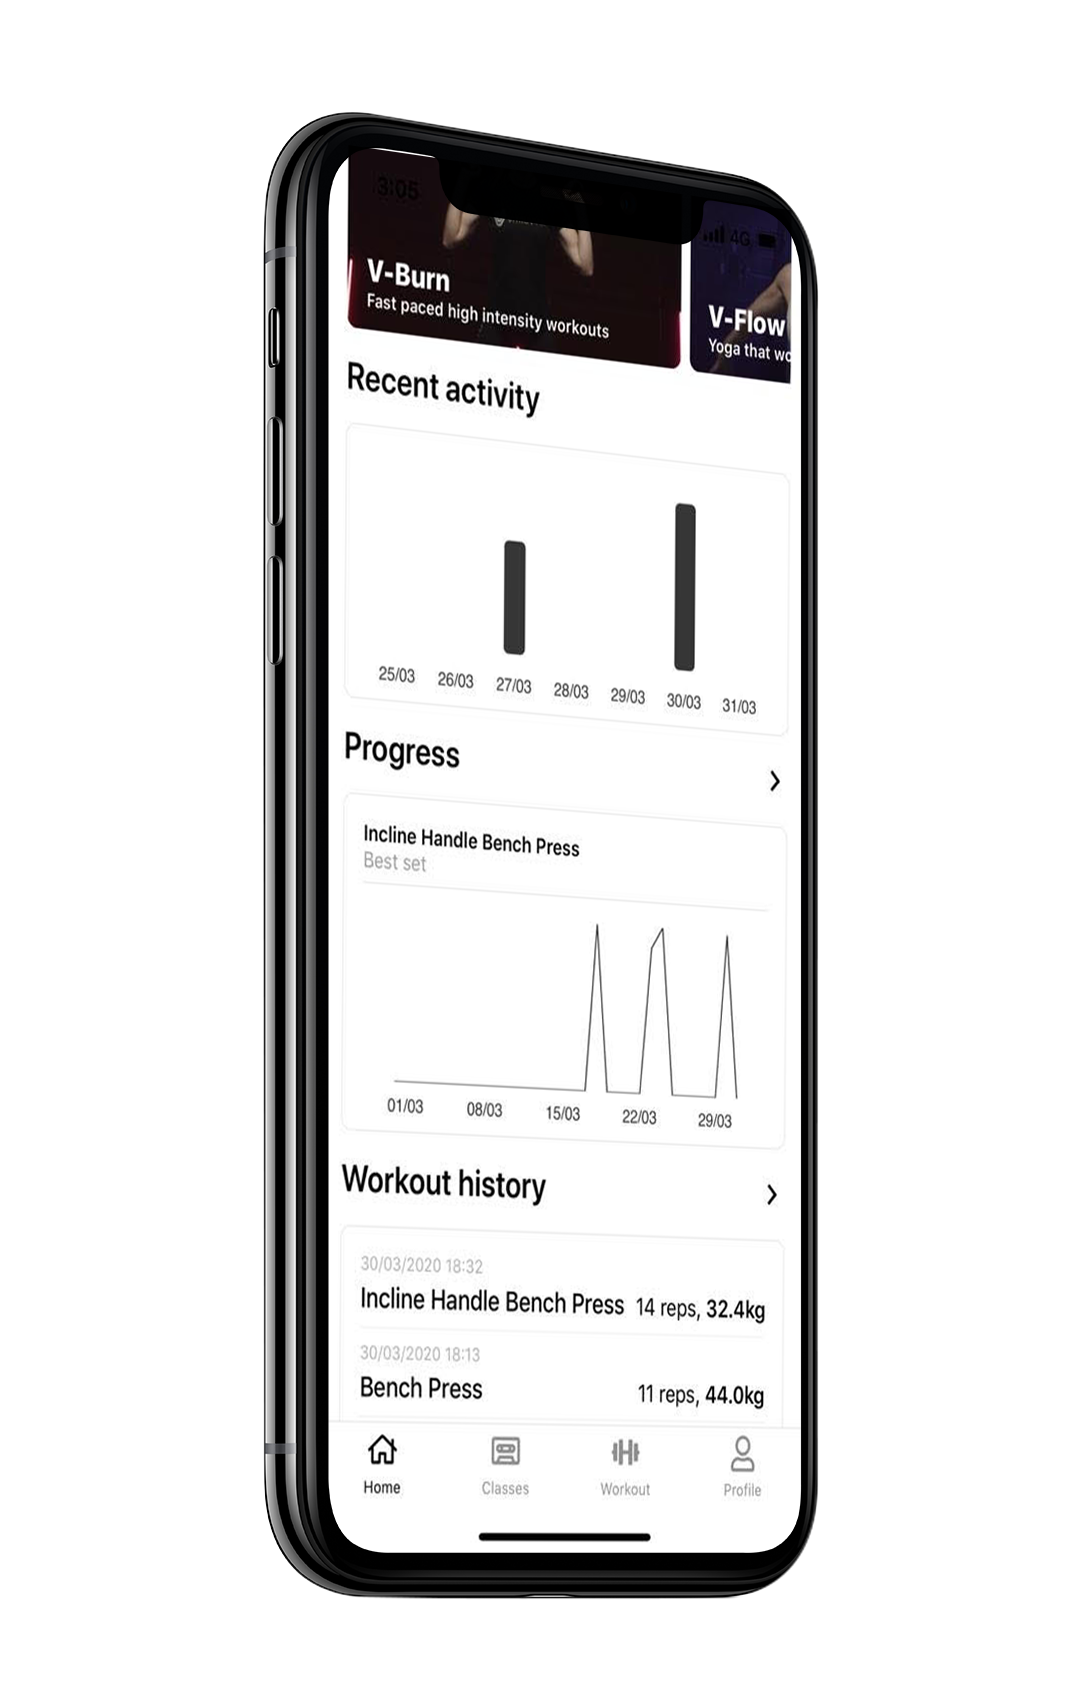 3:05
4G
V-Burn
Fast paced high intensity workouts
V-Flow
Yoga that
Recent activity
25/03 26/03 27/03 28/03 29/03 30/03 31/03
Progress
Incline Handle Bench Press
Best set
01/03 08/03 15/03 22/03 29/03
Workout history
30/03/2020 18:32
Incline Handle Bench Press 14 reps, 32.4kg
30/03/2020 18:13
Bench Press 11 reps, 44.0kg
Home Classes Workout Profile